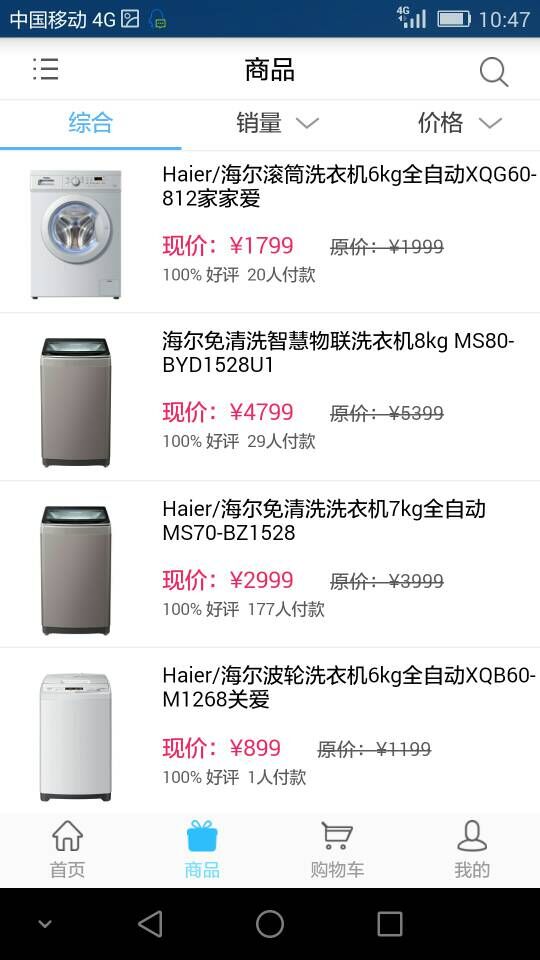 中国移动 4G
4G
10:47
商品
综合
销量
价格
Haier/海尔滚筒洗衣机6kg全自动XQG60-
812家家爱
现价：¥1799 原价：¥1999
100% 好评 20人付款
海尔免清洗智慧物联洗衣机8kg MS80-
BYD1528U1
现价：¥4799 原价：¥5399
100% 好评 29人付款
Haier/海尔免清洗洗衣机7kg全自动
MS70-BZ1528
现价：¥2999 原价：¥3999
100% 好评 177人付款
Haier/海尔波轮洗衣机6kg全自动XQB60-
M1268关爱
现价：¥899 原价：¥1199
100% 好评 1人付款
首页
商品
购物车
我的